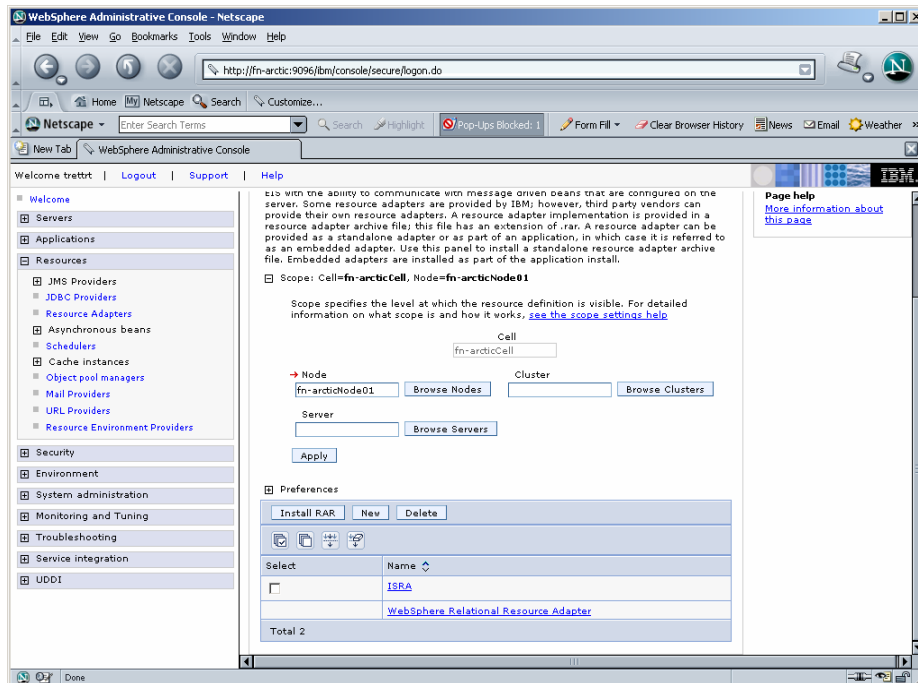 WebSphere Administrative Console - Netscape
File Edit View Go Bookmarks Tools Window Help
http://fn-arctic:9096/ibm/console/secure/logon.do
Home My Netscape Search Customize...
Netscape Enter Search Terms Search Highlight Pop-Ups Blocked: 1 Form Fill Clear Browser History News Email Weather »
New Tab WebSphere Administrative Console
Welcome trettrt | Logout | Support | Help IBM.
Welcome
Servers
Applications
Resources
JMS Providers
JDBC Providers
Resource Adapters
Asynchronous beans
Schedulers
Cache instances
Object pool managers
Mail Providers
URL Providers
Resource Environment Providers
Security
Environment
System administration
Monitoring and Tuning
Troubleshooting
Service integration
UDDI
EIS with the ability to communicate with message driven beans that are configured on the
server. Some resource adapters are provided by IBM; however, third party vendors can
provide their own resource adapters. A resource adapter implementation is provided in a
resource adapter archive file; this file has an extension of .rar. A resource adapter can be
provided as a standalone adapter or as part of an application, in which case it is referred to
as an embedded adapter. Use this panel to install a standalone resource adapter archive
file. Embedded adapters are installed as part of the application install.
Scope: Cell=fn-arcticCell, Node=fn-arcticNode01
Scope specifies the level at which the resource definition is visible. For detailed
information on what scope is and how it works, see the scope settings help
Cell
fn-arcticCell
Node Cluster
fn-arcticNode01 Browse Nodes Browse Clusters
Server
Browse Servers
Apply
Preferences
Install RAR New Delete
Select Name
ISRA
WebSphere Relational Resource Adapter
Total 2
Page help
More information about
this page
Done